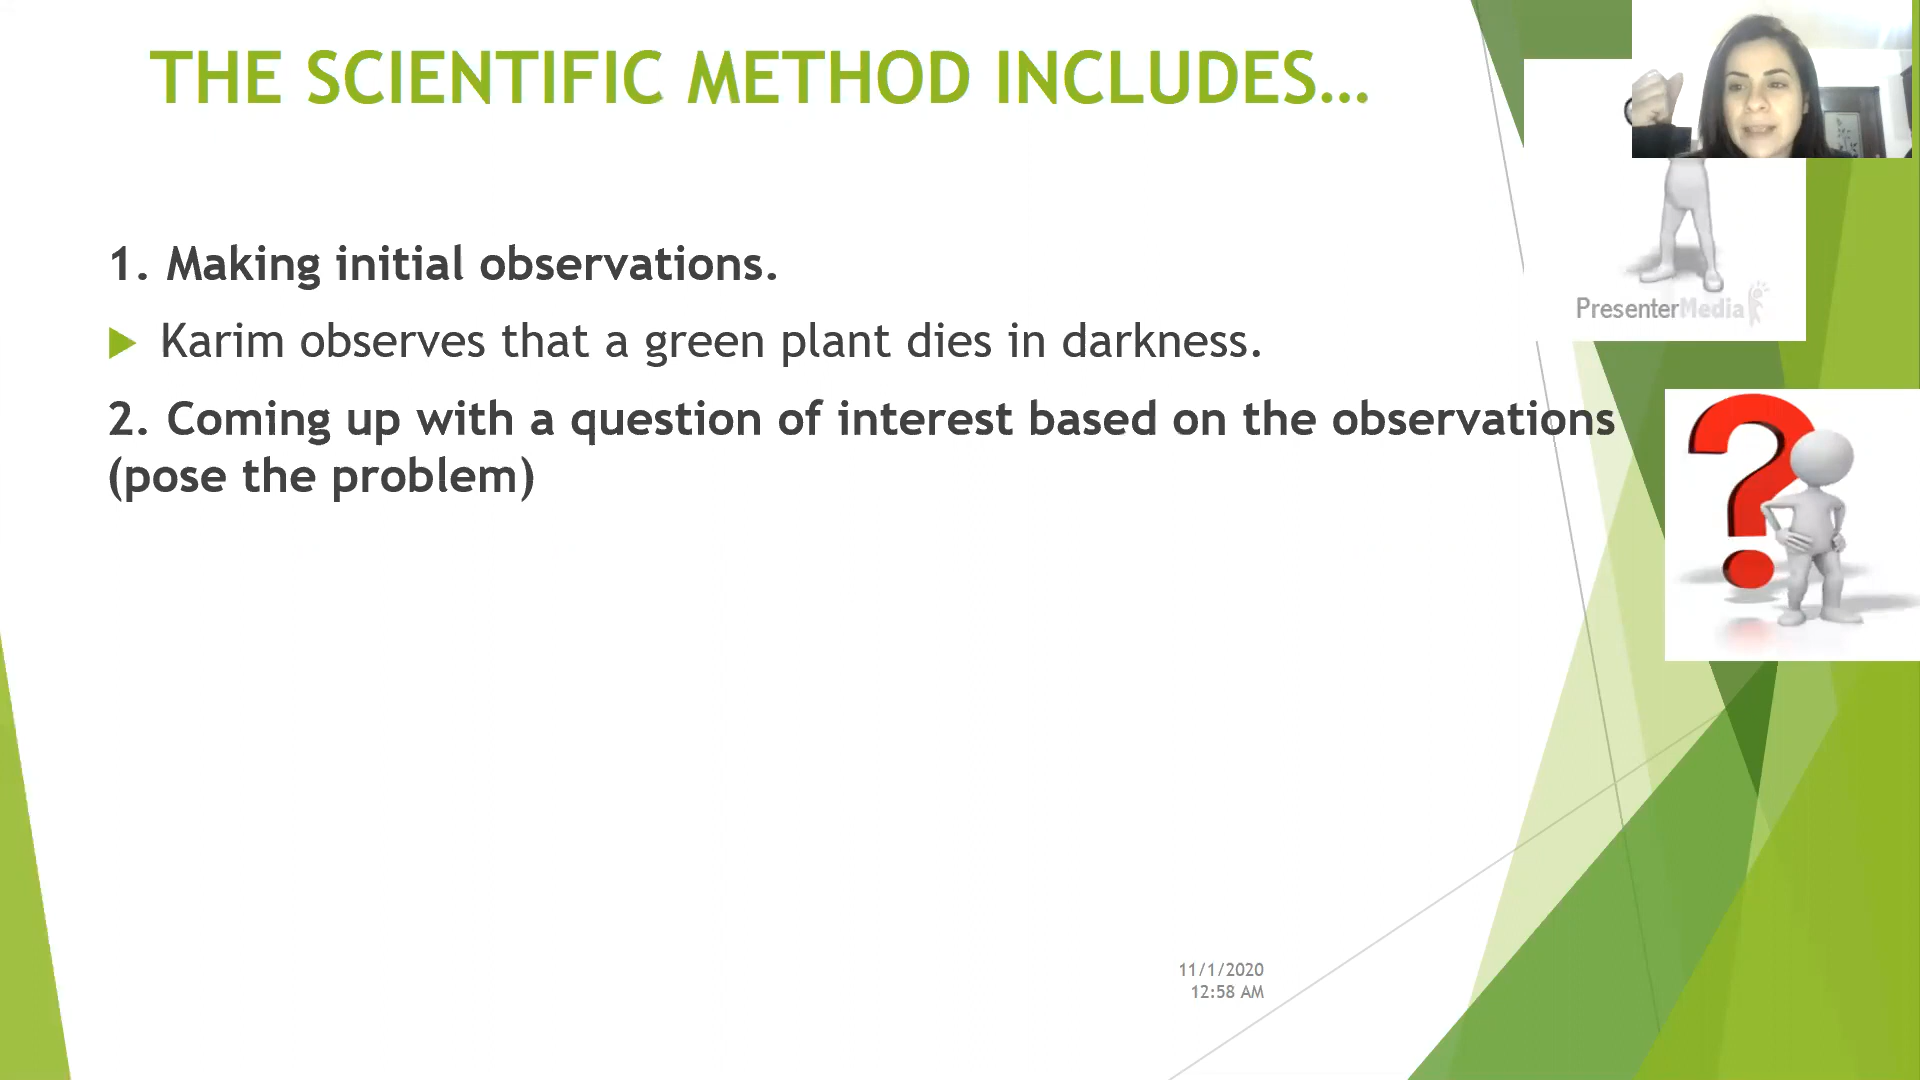 THE SCIENTIFIC METHOD INCLUDES...
1. Making initial observations.
Karim observes that a green plant dies in darkness.
2. Coming up with a question of interest based on the observations
(pose the problem)
PresenterMedia
11/1/2020
12:58 AM